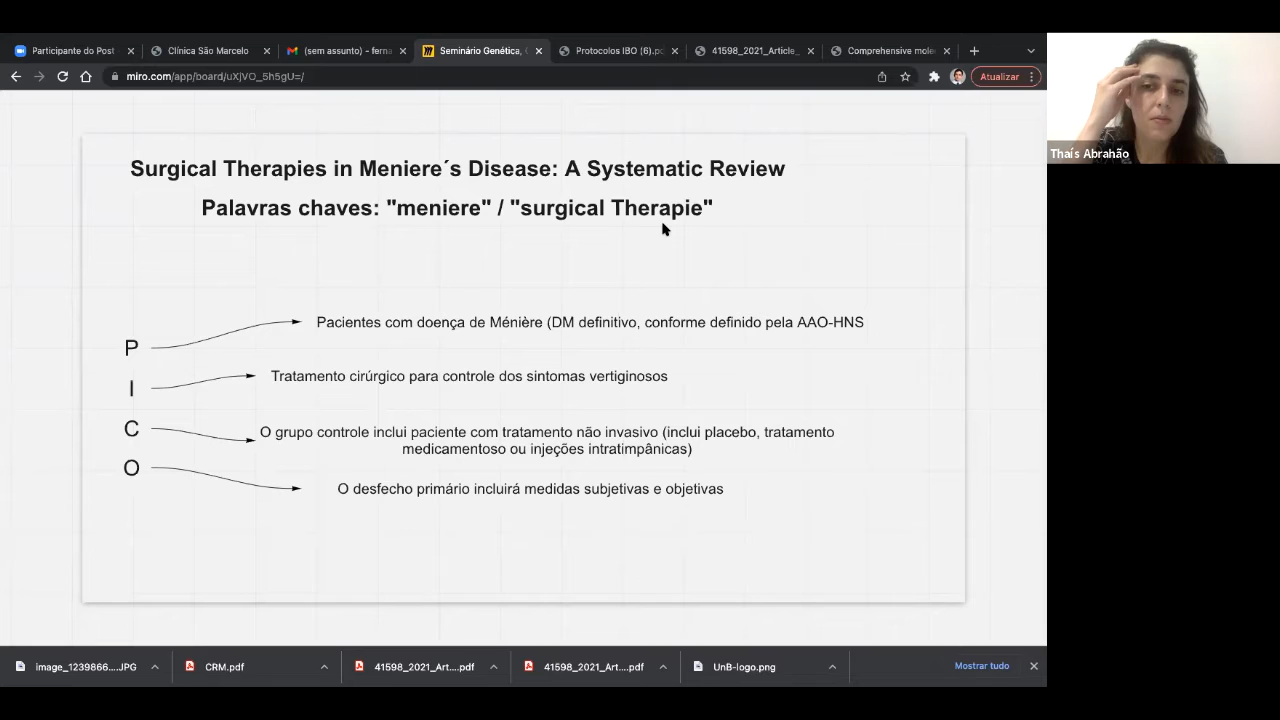 Participante do Post
Clínica São Marcelo
(sem assunto) - ferna
Seminário Genética,
Protocolos IBO (6).pd
41598_2021_Article_
Comprehensive mole
miro.com/app/board/uXjVO_5h5gU=/
Atualizar
Thaís Abrahão
Surgical Therapies in Meniere´s Disease: A Systematic Review
Palavras chaves: "meniere" / "surgical Therapie"
Pacientes com doença de Ménière (DM definitivo, conforme definido pela AAO-HNS
P
Tratamento cirúrgico para controle dos sintomas vertiginosos
I
C
O grupo controle inclui paciente com tratamento não invasivo (inclui placebo, tratamento
medicamentoso ou injeções intratimpânicas)
O
O desfecho primário incluirá medidas subjetivas e objetivas
image_1239866....JPG
CRM.pdf
41598_2021_Art....pdf
41598_2021_Art....pdf
UnB-logo.png
Mostrar tudo